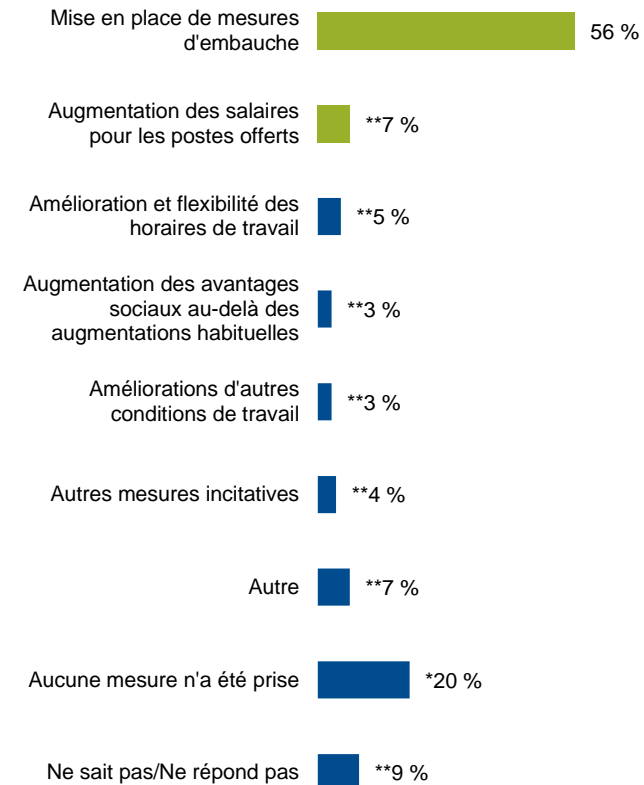 Mise en place de mesures
d'embauche
56 %
Augmentation des salaires
pour les postes offerts
**7 %
Amélioration et flexibilité des
horaires de travail
**5 %
Augmentation des avantages
sociaux au-delà des
augmentations habituelles
**3 %
Améliorations d'autres
conditions de travail
**3 %
Autres mesures incitatives
**4 %
Autre
**7 %
Aucune mesure n'a été prise
*20 %
Ne sait pas/Ne répond pas
**9 %